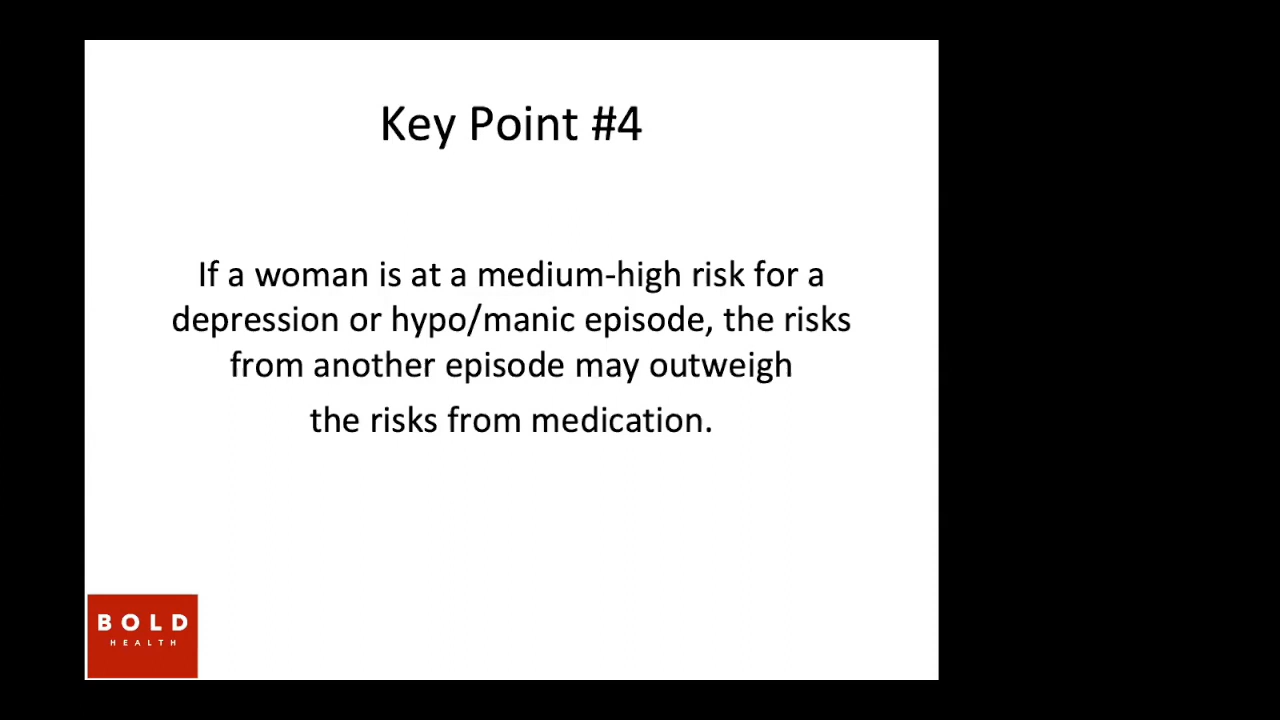 Key Point #4
If a woman is at a medium-high risk for a
depression or hypo/manic episode, the risks
from another episode may outweigh
the risks from medication.
BOLD
HEALTH